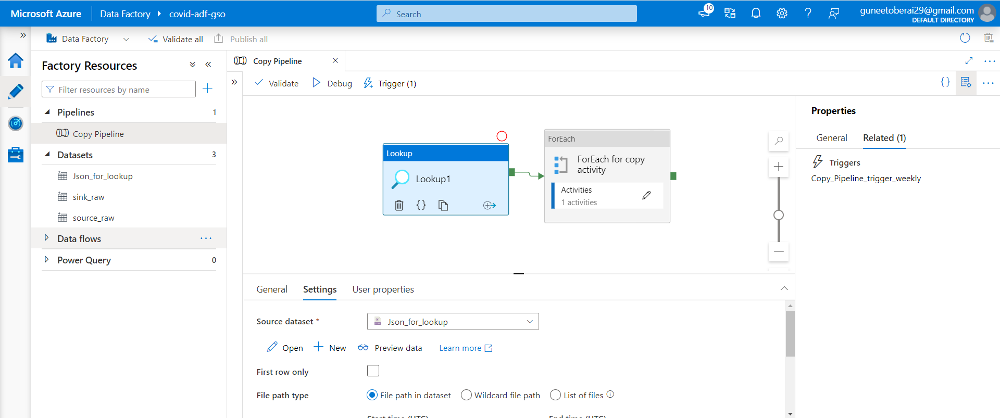 Microsoft Azure
Data Factory
covid-adf-gso
Search
10
guneetoberai29@gmail.com
DEFAULT DIRECTORY
Data Factory
Validate all
Publish all
Factory Resources
Filter resources by name
Pipelines 1
Copy Pipeline
Datasets 3
Json_for_lookup
sink_raw
source_raw
Data flows
Power Query 0
Copy Pipeline
Validate
Debug
Trigger (1)
Lookup
Lookup1
ForEach
ForEach for copy
activity
Activities
1 activities
Properties
General
Related (1)
Triggers
Copy_Pipeline_trigger_weekly
General
Settings
User properties
Source dataset *
Json_for_lookup
Open
New
Preview data
Learn more
First row only
File path type
File path in dataset
Wildcard file path
List of files
Start time (UTC)
End time (UTC)